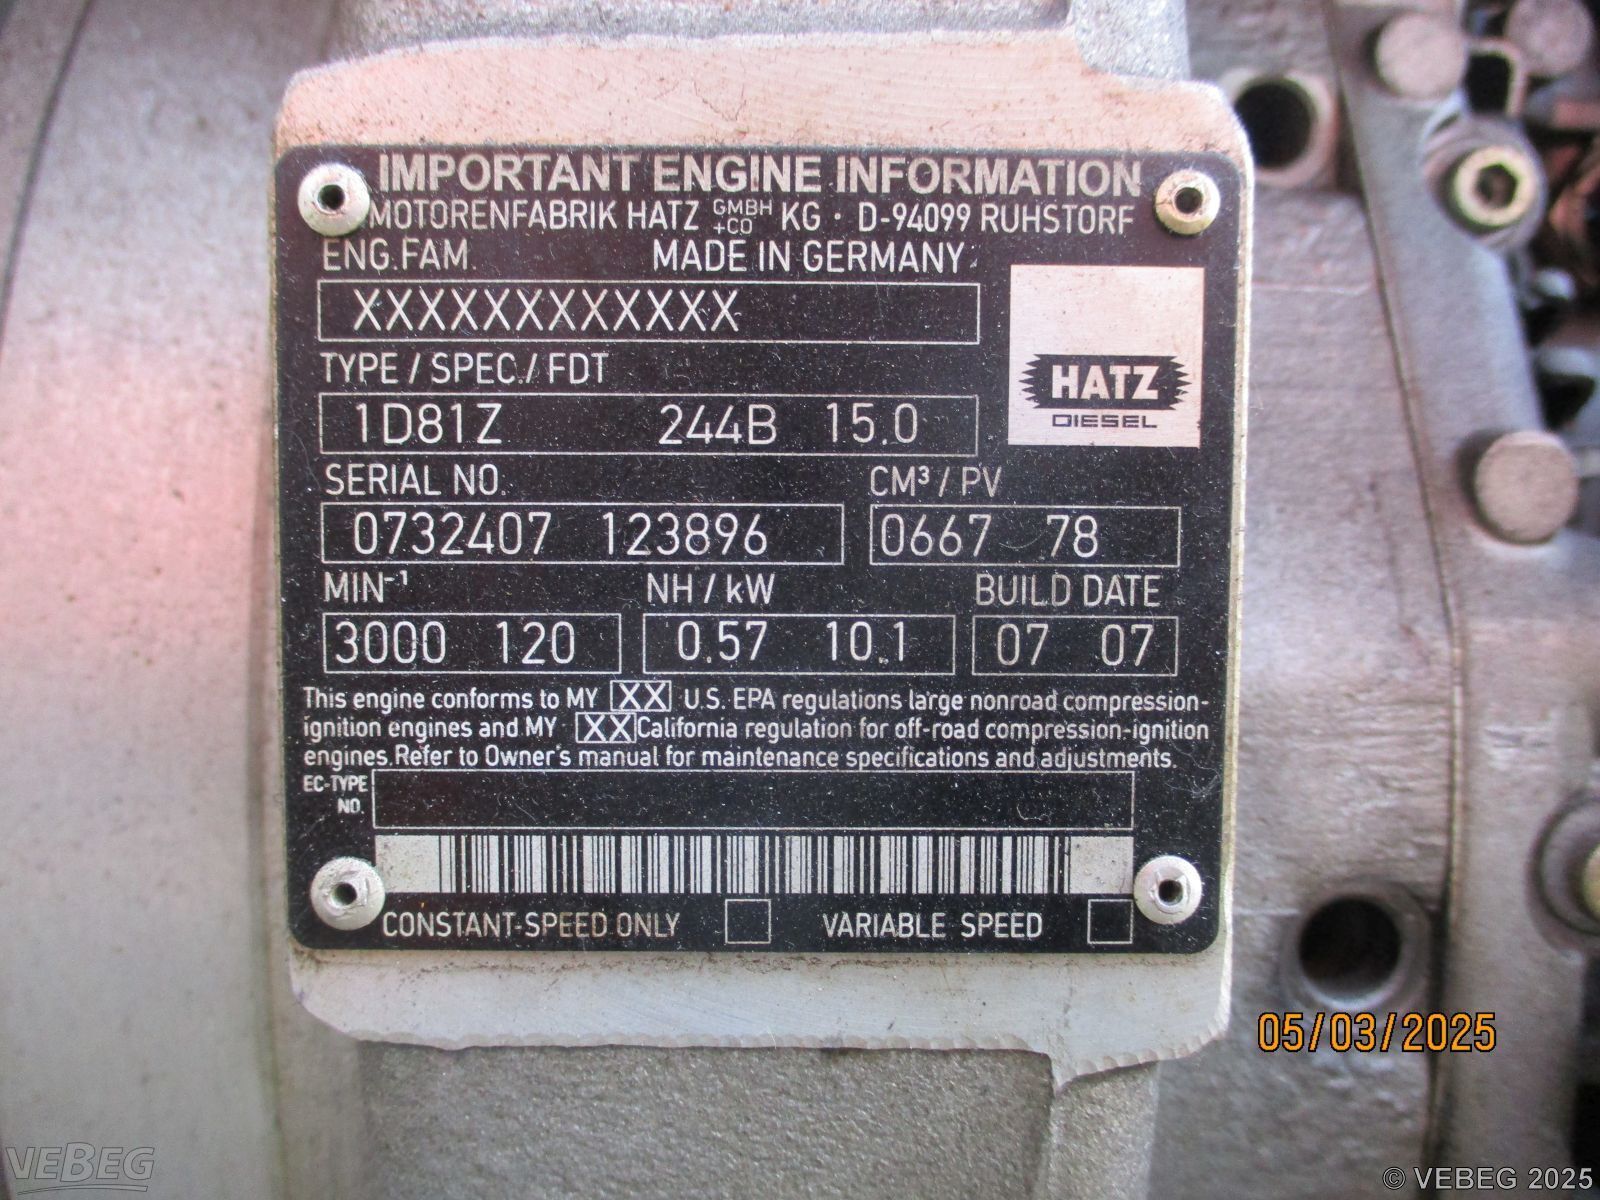 IMPORTANT ENGINE INFORMATION
MOTORENFABRIK HATZ GMBH +CO KG · D-94099 RUHSTORF
ENG.FAM. MADE IN GERMANY
XXXXXXXXXXXX
TYPE / SPEC./ FDT
HATZ
DIESEL
1D81Z 244B 15.0
SERIAL NO. CM³ / PV
0732407 123896 0667 78
MIN⁻¹ NH / kW BUILD DATE
3000 120 0.57 10.1 07 07
This engine conforms to MY XX U.S. EPA regulations large nonroad compression-
ignition engines and MY XX California regulation for off-road compression-ignition
engines. Refer to Owner's manual for maintenance specifications and adjustments.
EC-TYPE
NO.
CONSTANT-SPEED ONLY VARIABLE SPEED
05/03/2025
VEBEG
© VEBEG 2025